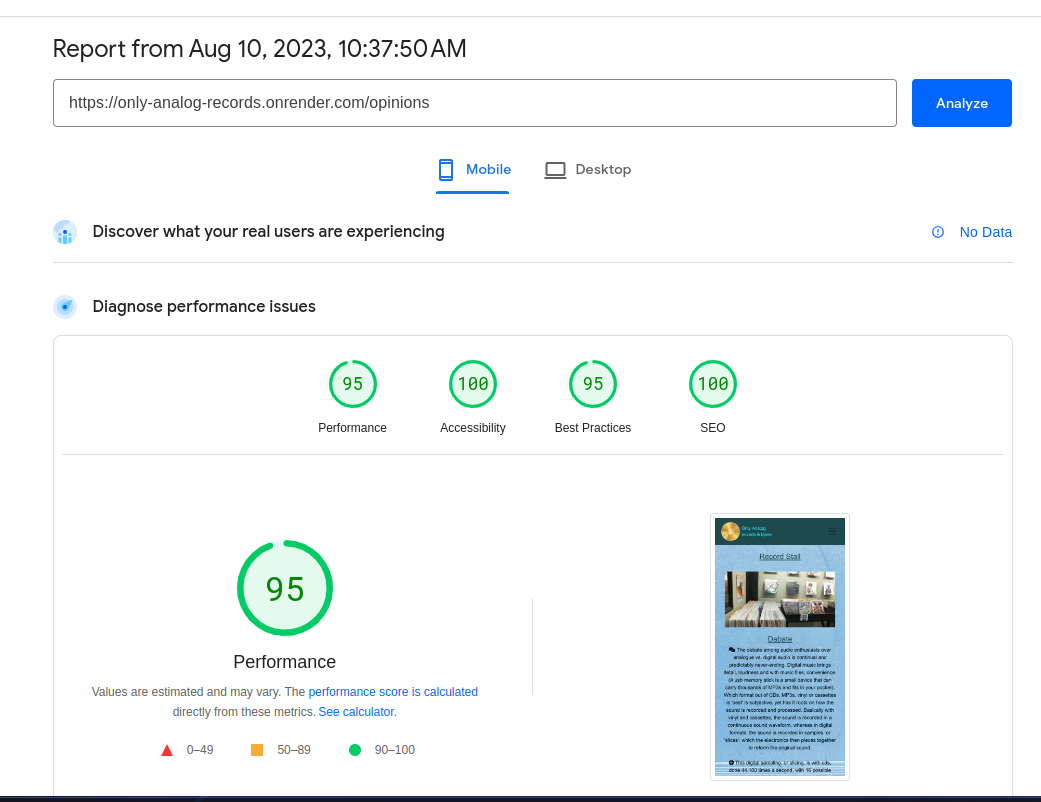 Report from Aug 10, 2023, 10:37:50 AM
https://only-analog-records.onrender.com/opinions
Analyze
Mobile
Desktop
Discover what your real users are experiencing
No Data
Diagnose performance issues
95
100
95
100
Performance
Accessibility
Best Practices
SEO
95
Performance
Values are estimated and may vary. The performance score is calculated
directly from these metrics. See calculator.
0–49
50–89
90–100
Only Analog
records & tapes
Record Stall
Debate
The debate among audio enthusiasts over
analogue vs. digital audio is continual and
predictably never-ending. Digital music brings
detail, loudness and with music files, convenience.
(A usb memory stick is a small device that can
carry thousands of MP3s and fits in your pocket).
Which format out of CDs, MP3s, vinyl or cassettes
is 'best' is subjective, yet has it roots on how the
sound is recorded and processed. Basically with
vinyl and cassettes, the sound is recorded in a
continuous sound waveform, whereas in digital
formats, the sound is recorded in samples, or
'slices', which the electronics then pieces together
to reform the original sound.
This digital sampling, or slicing, is with cds,
done 44,100 times a second, with 16 possible